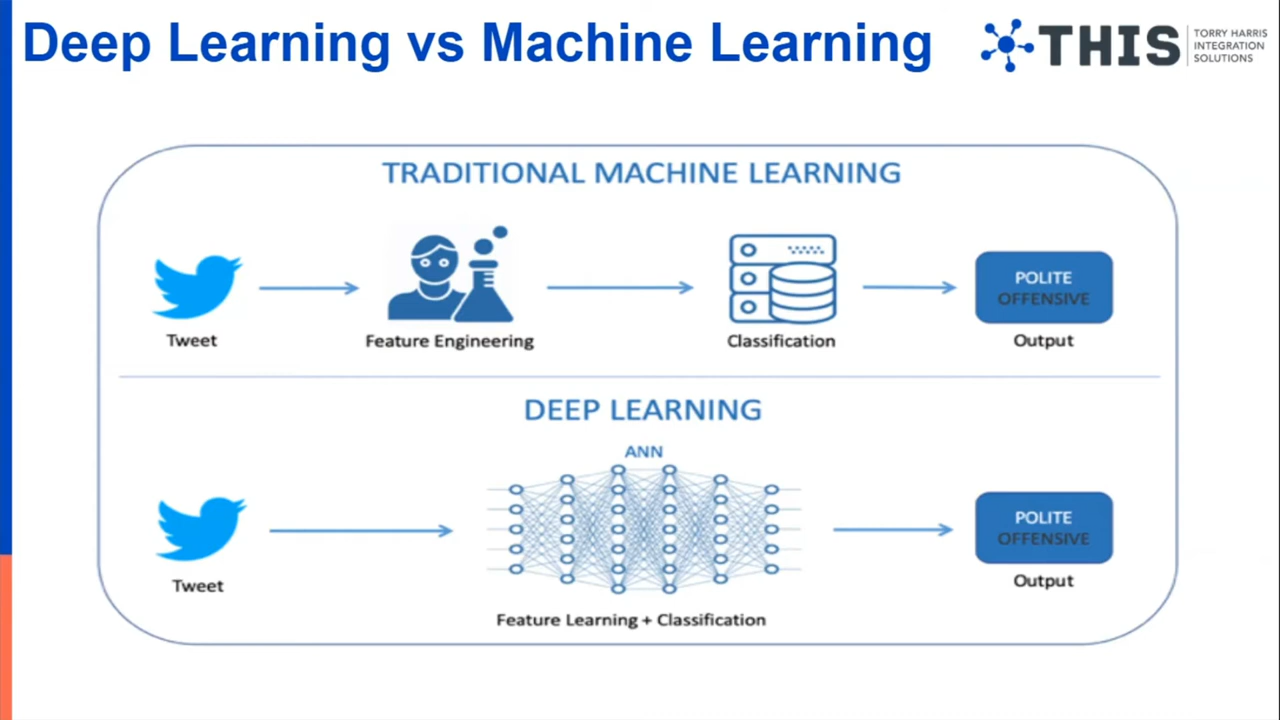 Deep Learning vs Machine Learning
THIS
TORRY HARRIS
INTEGRATION
SOLUTIONS
TRADITIONAL MACHINE LEARNING
POLITE
OFFENSIVE
Tweet
Feature Engineering
Classification
Output
DEEP LEARNING
ANN
POLITE
OFFENSIVE
Tweet
Output
Feature Learning + Classification